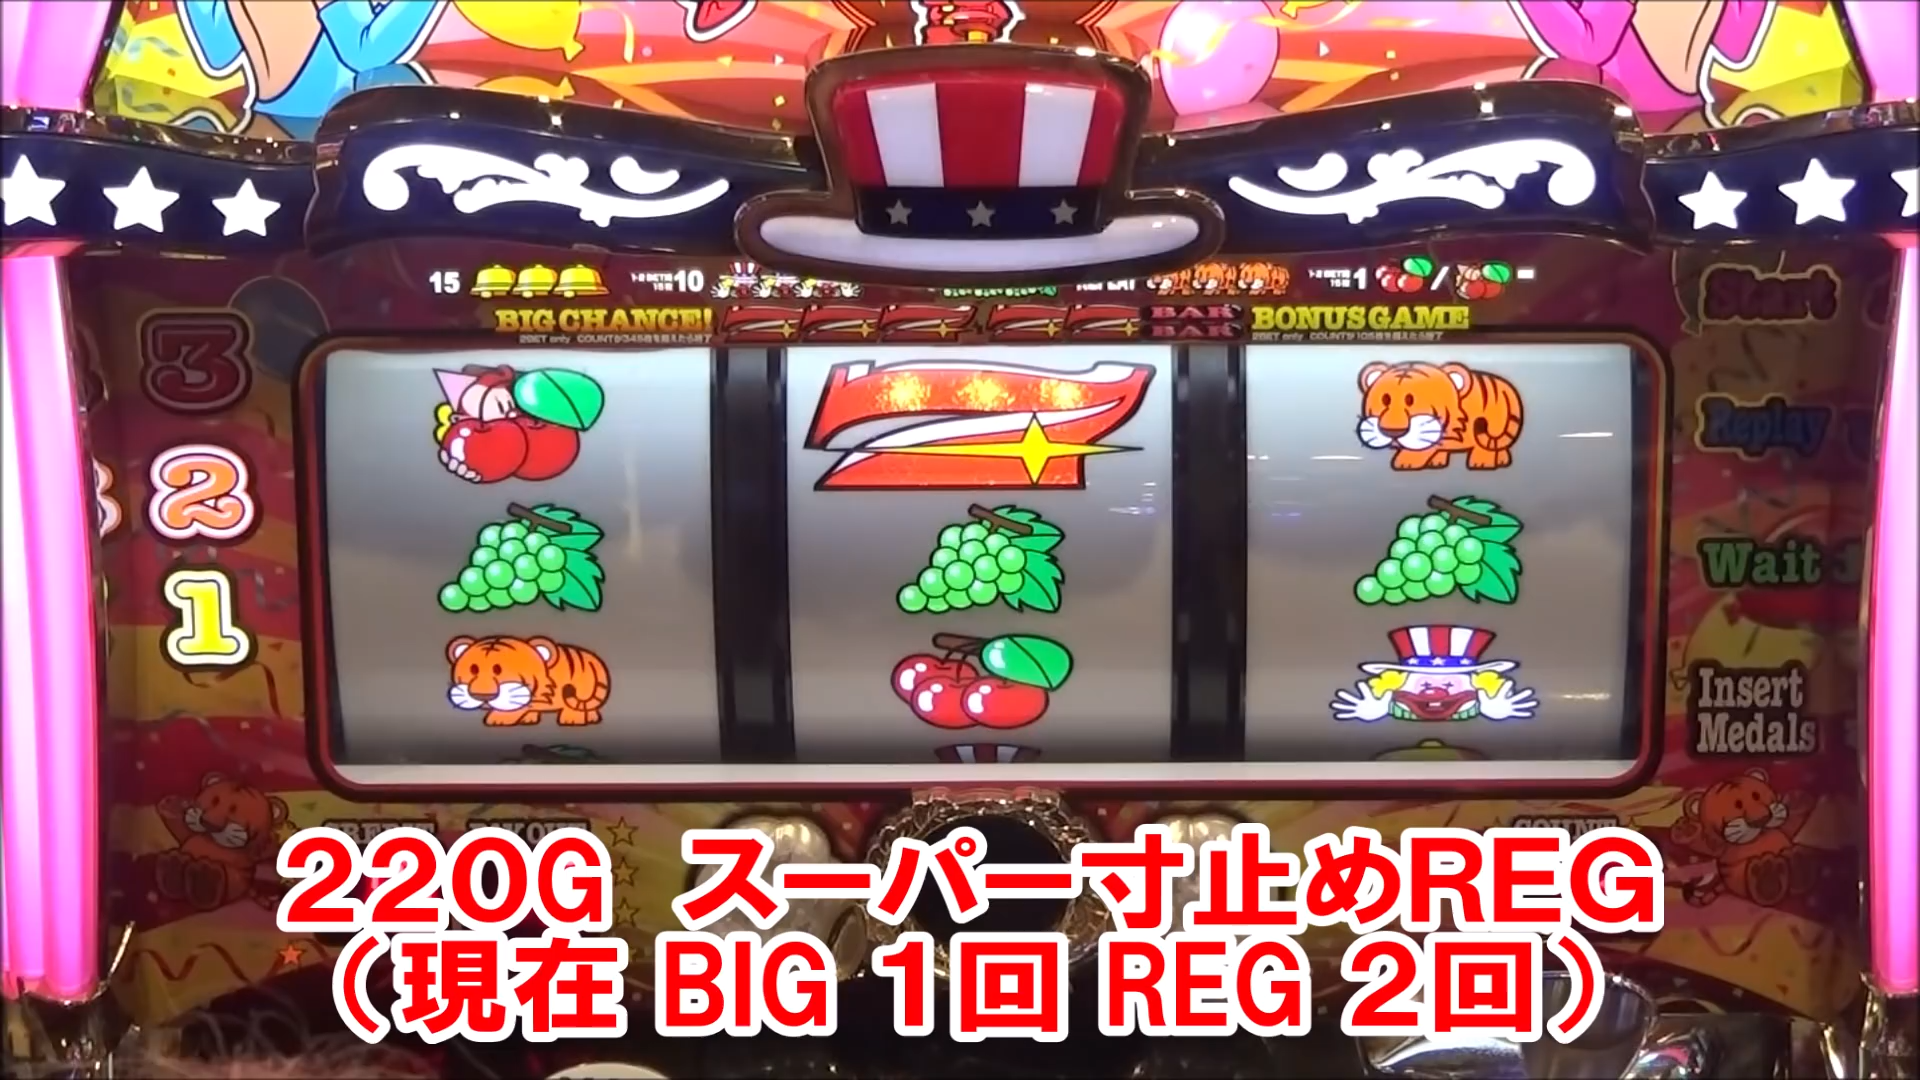 15
10
1
BIG CHANCE!
BAR
BAR
BONUS GAME
3
2
1
Start
Replay
Wait
Insert
Medals
220G スーパー寸止めREG
（現在 BIG 1回 REG 2回）